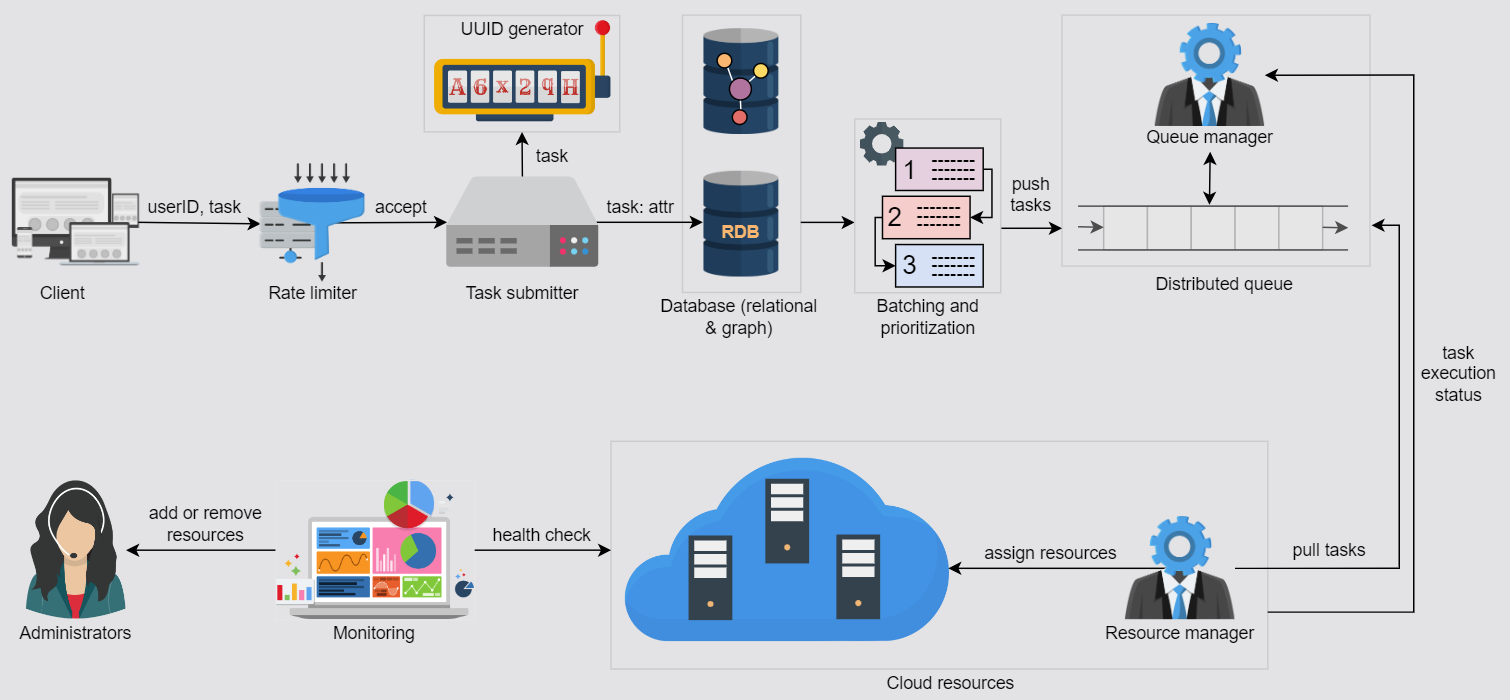 UUID generator
A6x29H
task
userID, task
accept
task: attr
RDB
1
2
3
push
tasks
Queue manager
Client
Rate limiter
Task submitter
Database (relational
& graph)
Batching and
prioritization
Distributed queue
task
execution
status
add or remove
resources
health check
assign resources
pull tasks
Administrators
Monitoring
Resource manager
Cloud resources